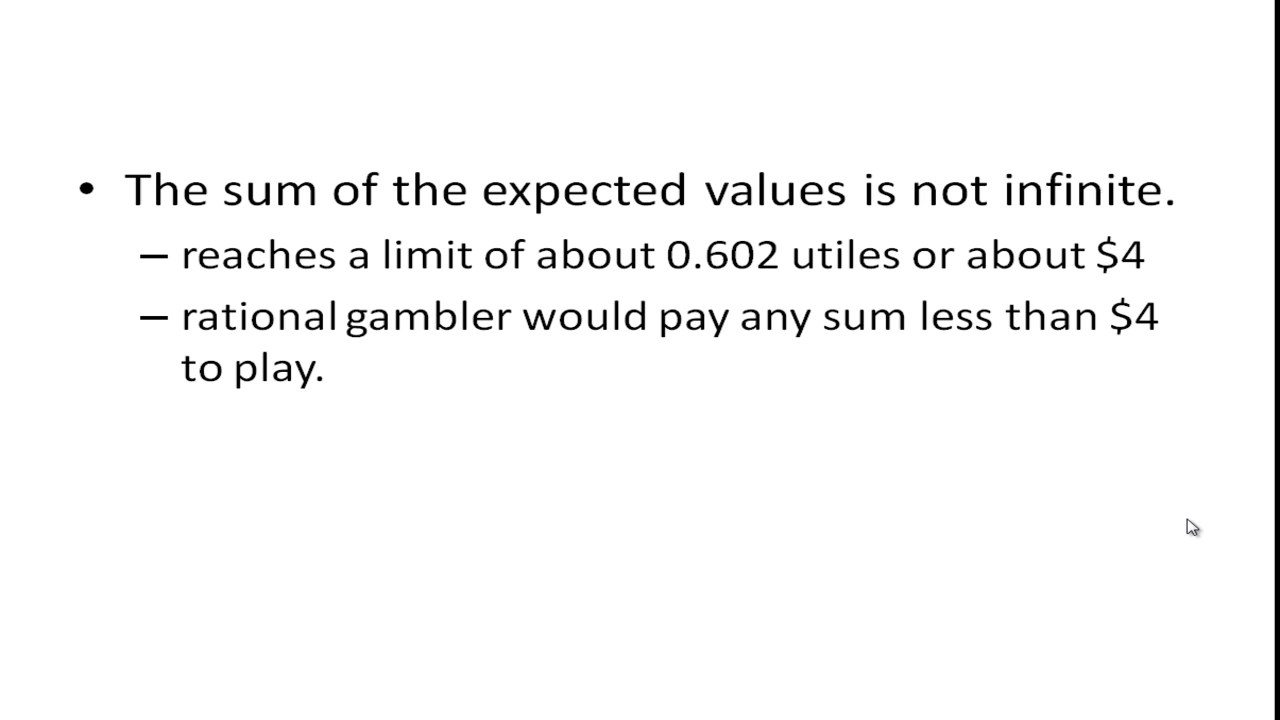 • The sum of the expected values is not infinite.
– reaches a limit of about 0.602 utiles or about $4
– rational gambler would pay any sum less than $4
to play.